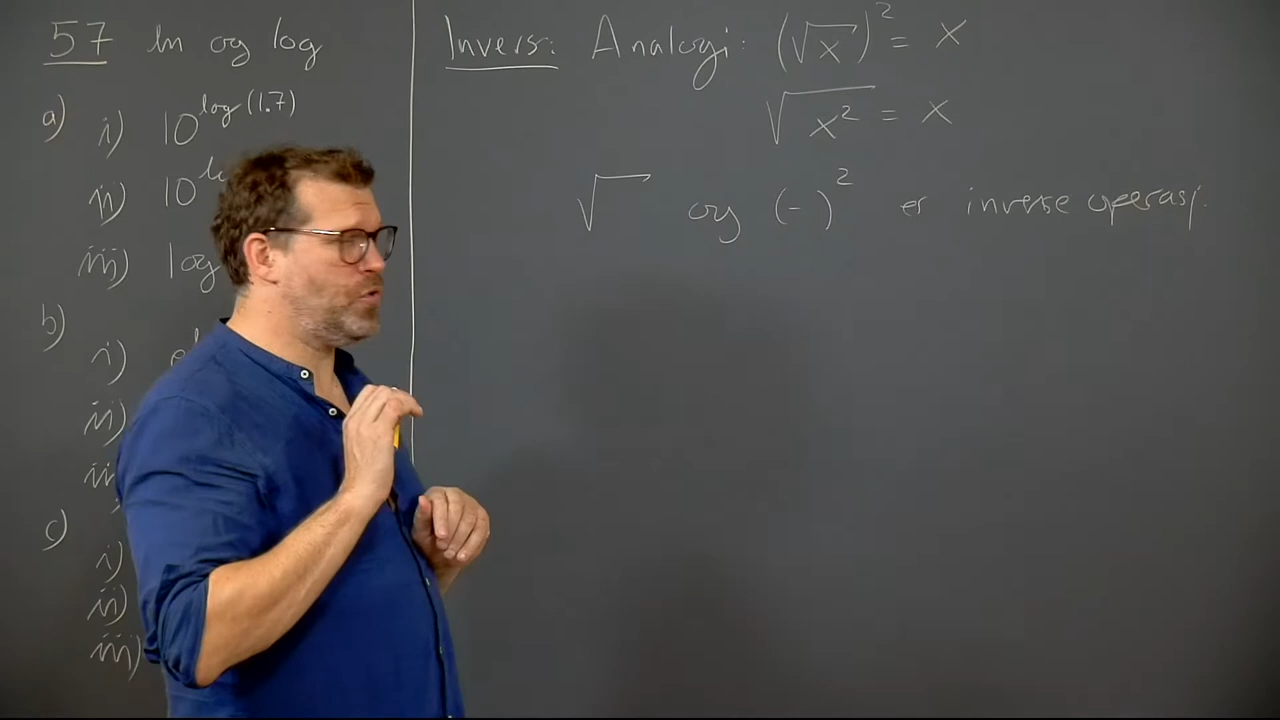 57 ln og log
a) i) 10^log(1.7)
ii) 10
iii) log
b)
i)
ii)
c)
i)
ii)
iii)
Invers: Analogi: (√x)² = x
√x² = x
√ og (-)² er inverse operasj.